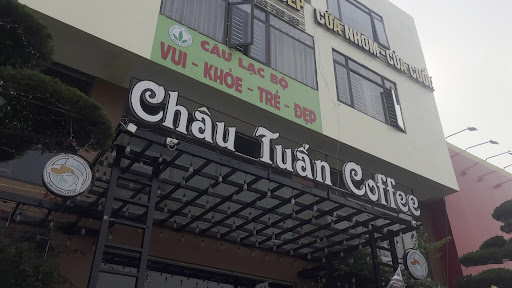 CỬA NHÔM - CỬA CUỐN
CÂU LẠC BỘ
VUI - KHỎE - TRẺ - ĐẸP
Châu Tuấn Coffee